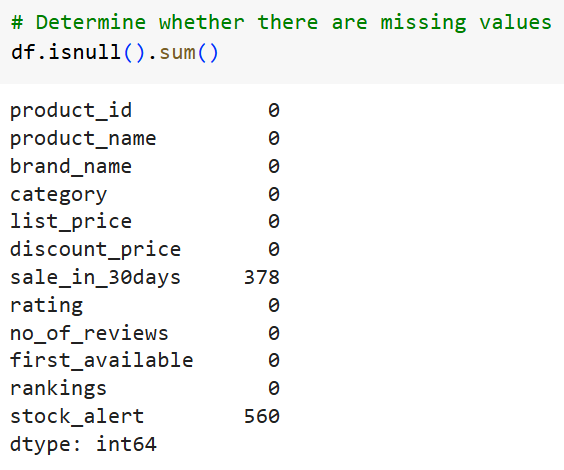 # Determine whether there are missing values
df.isnull().sum()
product_id 0
product_name 0
brand_name 0
category 0
list_price 0
discount_price 0
sale_in_30days 378
rating 0
no_of_reviews 0
first_available 0
rankings 0
stock_alert 560
dtype: int64